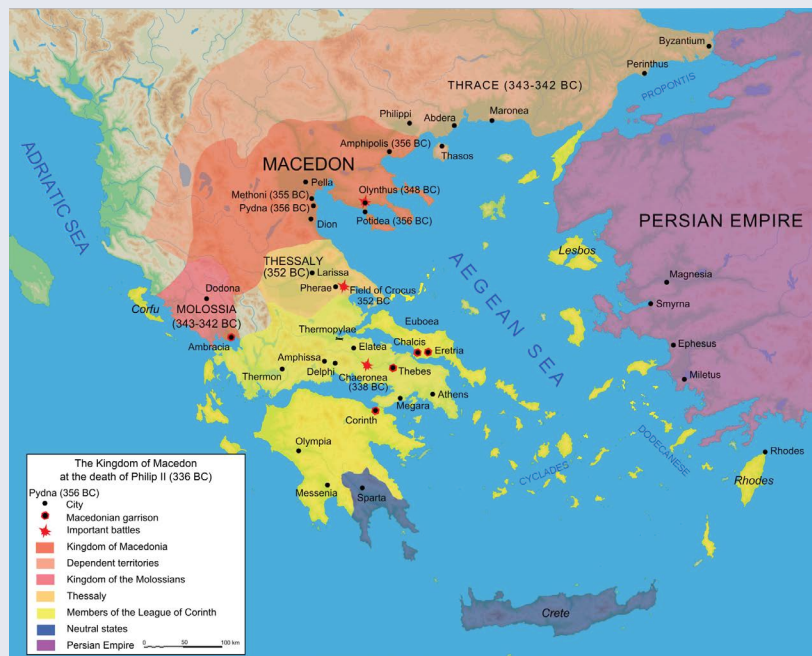 Byzantium
Perinthus
THRACE (343-342 BC)
PROPONTIS
Philippi
Abdera
Maronea
Amphipolis (356 BC)
Thasos
ADRIATIC SEA
MACEDON
Pella
Olynthus (348 BC)
Methoni (355 BC)
Pydna (356 BC)
Potidea (356 BC)
Dion
PERSIAN EMPIRE
THESSALY
(352 BC)
Larissa
Lesbos
AEGEAN SEA
Dodona
Pherae
Field of Crocus
352 BC
Magnesia
Corfu
MOLOSSIA
(343-342 BC)
Smyrna
Euboea
Thermopylae
Ambracia
Elatea
Chalcis
Eretria
Ephesus
Amphissa
Thermon
Delphi
Chaeronea
(338 BC)
Thebes
Miletus
Megara
Athens
Corinth
Olympia
DODECANESE
Rhodes
CYCLADES
Rhodes
Messenia
Sparta
Crete
The Kingdom of Macedon
at the death of Philip II (336 BC)
Pydna (356 BC)
City
Macedonian garrison
Important battles
Kingdom of Macedonia
Dependent territories
Kingdom of the Molossians
Thessaly
Members of the League of Corinth
Neutral states
Persian Empire
0 50 100 km